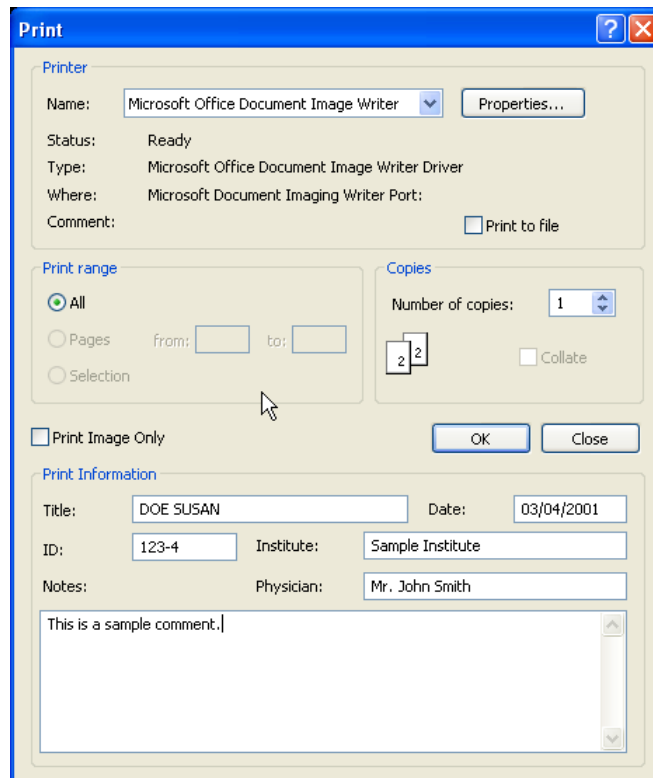 Print
Printer
Name: Microsoft Office Document Image Writer Properties...
Status: Ready
Type: Microsoft Office Document Image Writer Driver
Where: Microsoft Document Imaging Writer Port:
Comment: Print to file
Print range Copies
All Number of copies: 1
Pages from: to:
2 2 Collate
Selection
Print Image Only OK Close
Print Information
Title: DOE SUSAN Date: 03/04/2001
ID: 123-4 Institute: Sample Institute
Notes: Physician: Mr. John Smith
This is a sample comment.